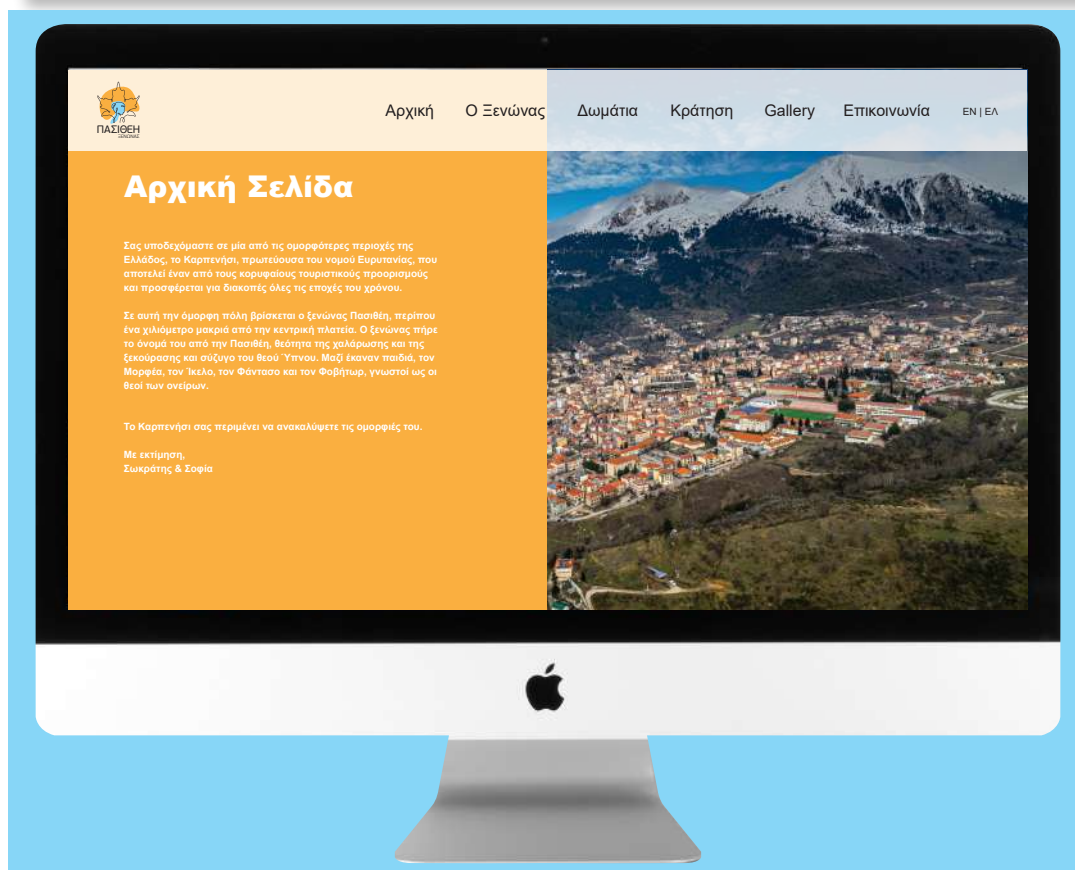 ΠΑΣΙΘΕΗ
ΞΕΝΩΝΑΣ
Αρχική Ο Ξενώνας Δωμάτια Κράτηση Gallery Επικοινωνία EN | ΕΛ
Αρχική Σελίδα
Σας υποδεχόμαστε σε μία από τις ομορφότερες περιοχές της
Ελλάδος, το Καρπενήσι, πρωτεύουσα του νομού Ευρυτανίας, που
αποτελεί έναν από τους κορυφαίους τουριστικούς προορισμούς
και προσφέρεται για διακοπές όλες τις εποχές του χρόνου.
Σε αυτή την όμορφη πόλη βρίσκεται ο ξενώνας Πασιθέη, περίπου
ένα χιλιόμετρο μακριά από την κεντρική πλατεία. Ο ξενώνας πήρε
το όνομά του από την Πασιθέη, θεότητα της χαλάρωσης και της
ξεκούρασης και σύζυγο του θεού Ύπνου. Μαζί έκαναν παιδιά, τον
Μορφέα, τον Ίκελο, τον Φάντασο και τον Φοβήτωρ, γνωστοί ως οι
θεοί των ονείρων.
Το Καρπενήσι σας περιμένει να ανακαλύψετε τις ομορφιές του.
Με εκτίμηση,
Σωκράτης & Σοφία